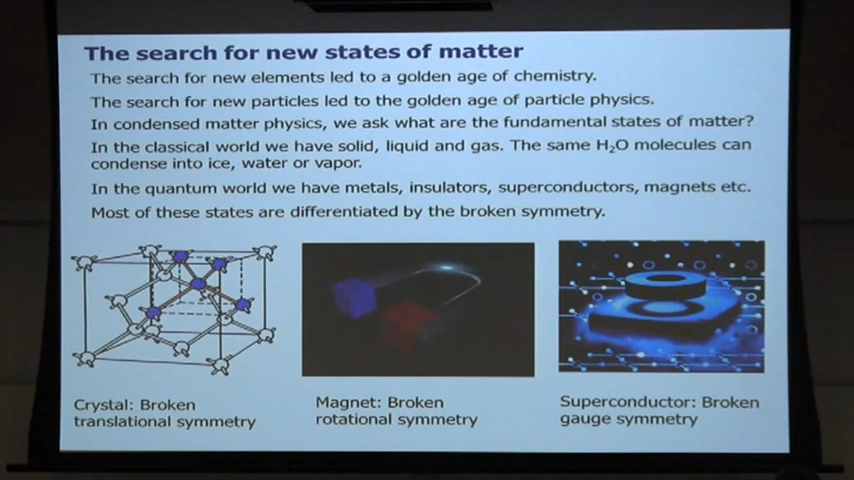 The search for new states of matter
The search for new elements led to a golden age of chemistry.
The search for new particles led to the golden age of particle physics.
In condensed matter physics, we ask what are the fundamental states of matter?
In the classical world we have solid, liquid and gas. The same H₂O molecules can
condense into ice, water or vapor.
In the quantum world we have metals, insulators, superconductors, magnets etc.
Most of these states are differentiated by the broken symmetry.
Crystal: Broken
translational symmetry
Magnet: Broken
rotational symmetry
Superconductor: Broken
gauge symmetry